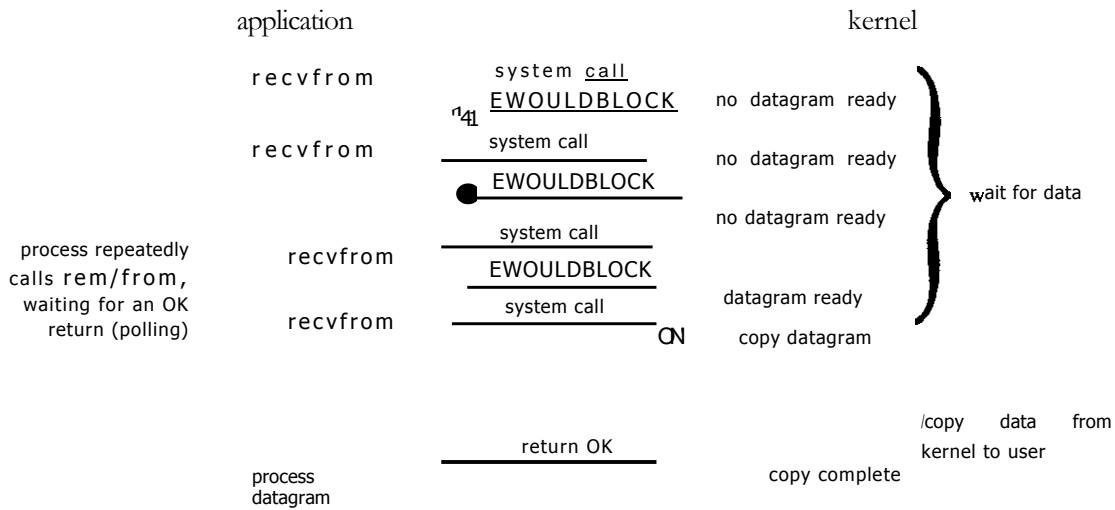 application kernel
recvfrom system call
EWOULDBLOCK no datagram ready
recvfrom system call
no datagram ready
EWOULDBLOCK
wait for data
no datagram ready
system call
process repeatedly
calls rem/from,
waiting for an OK
return (polling)
recvfrom
EWOULDBLOCK
system call
datagram ready
recvfrom
ON copy datagram
/copy data from
kernel to user
return OK
process
datagram
copy complete